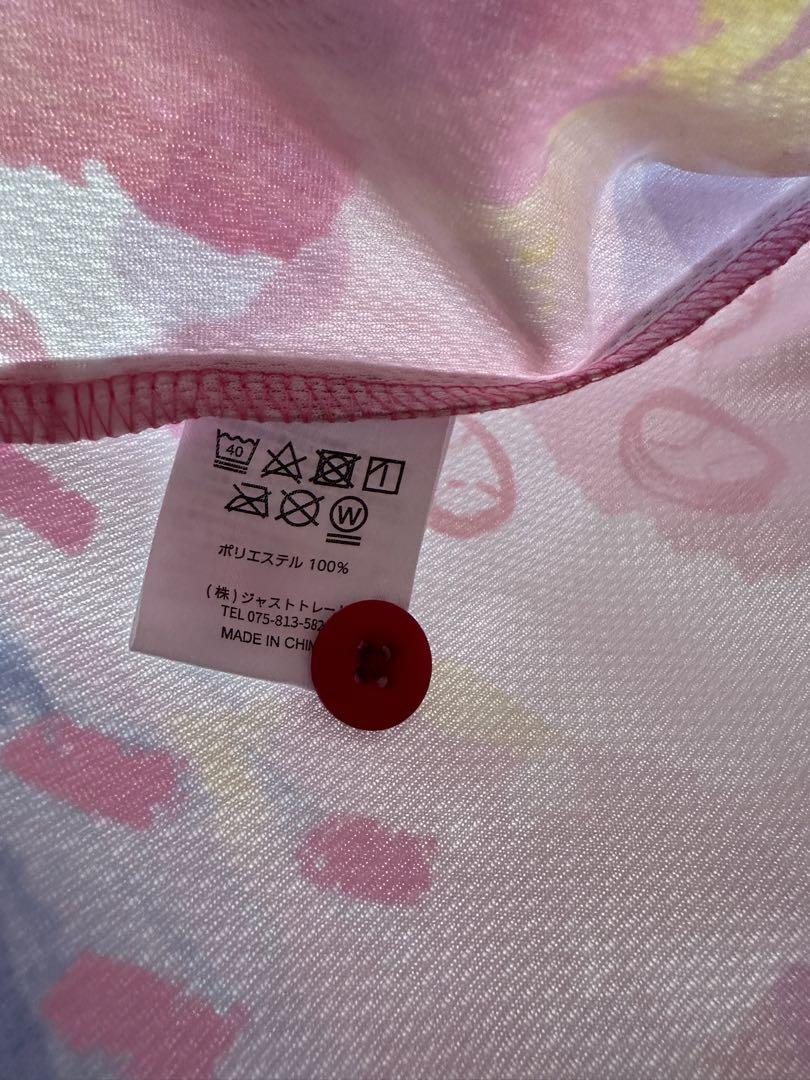 40
W
ポリエステル 100%
(株)ジャストトレー
TEL 075-813-582
MADE IN